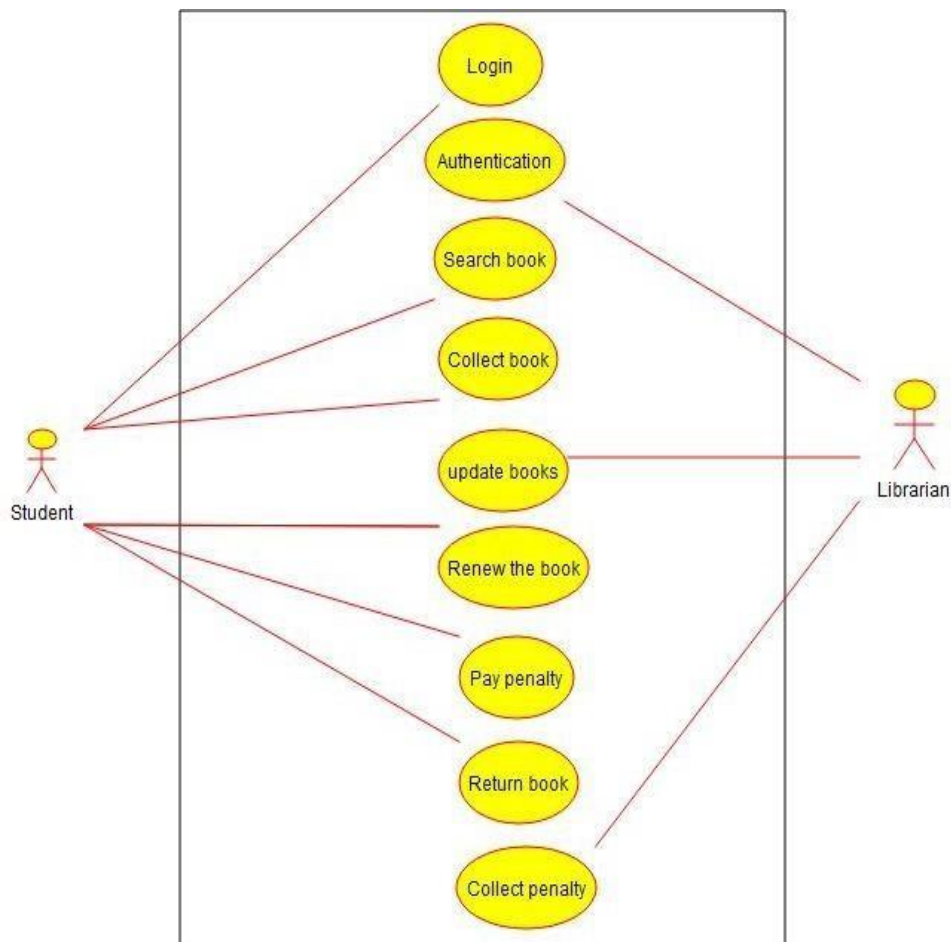 Login
Authentication
Search book
Collect book
update books
Librarian
Student
Renew the book
Pay penalty
Return book
Collect penalty